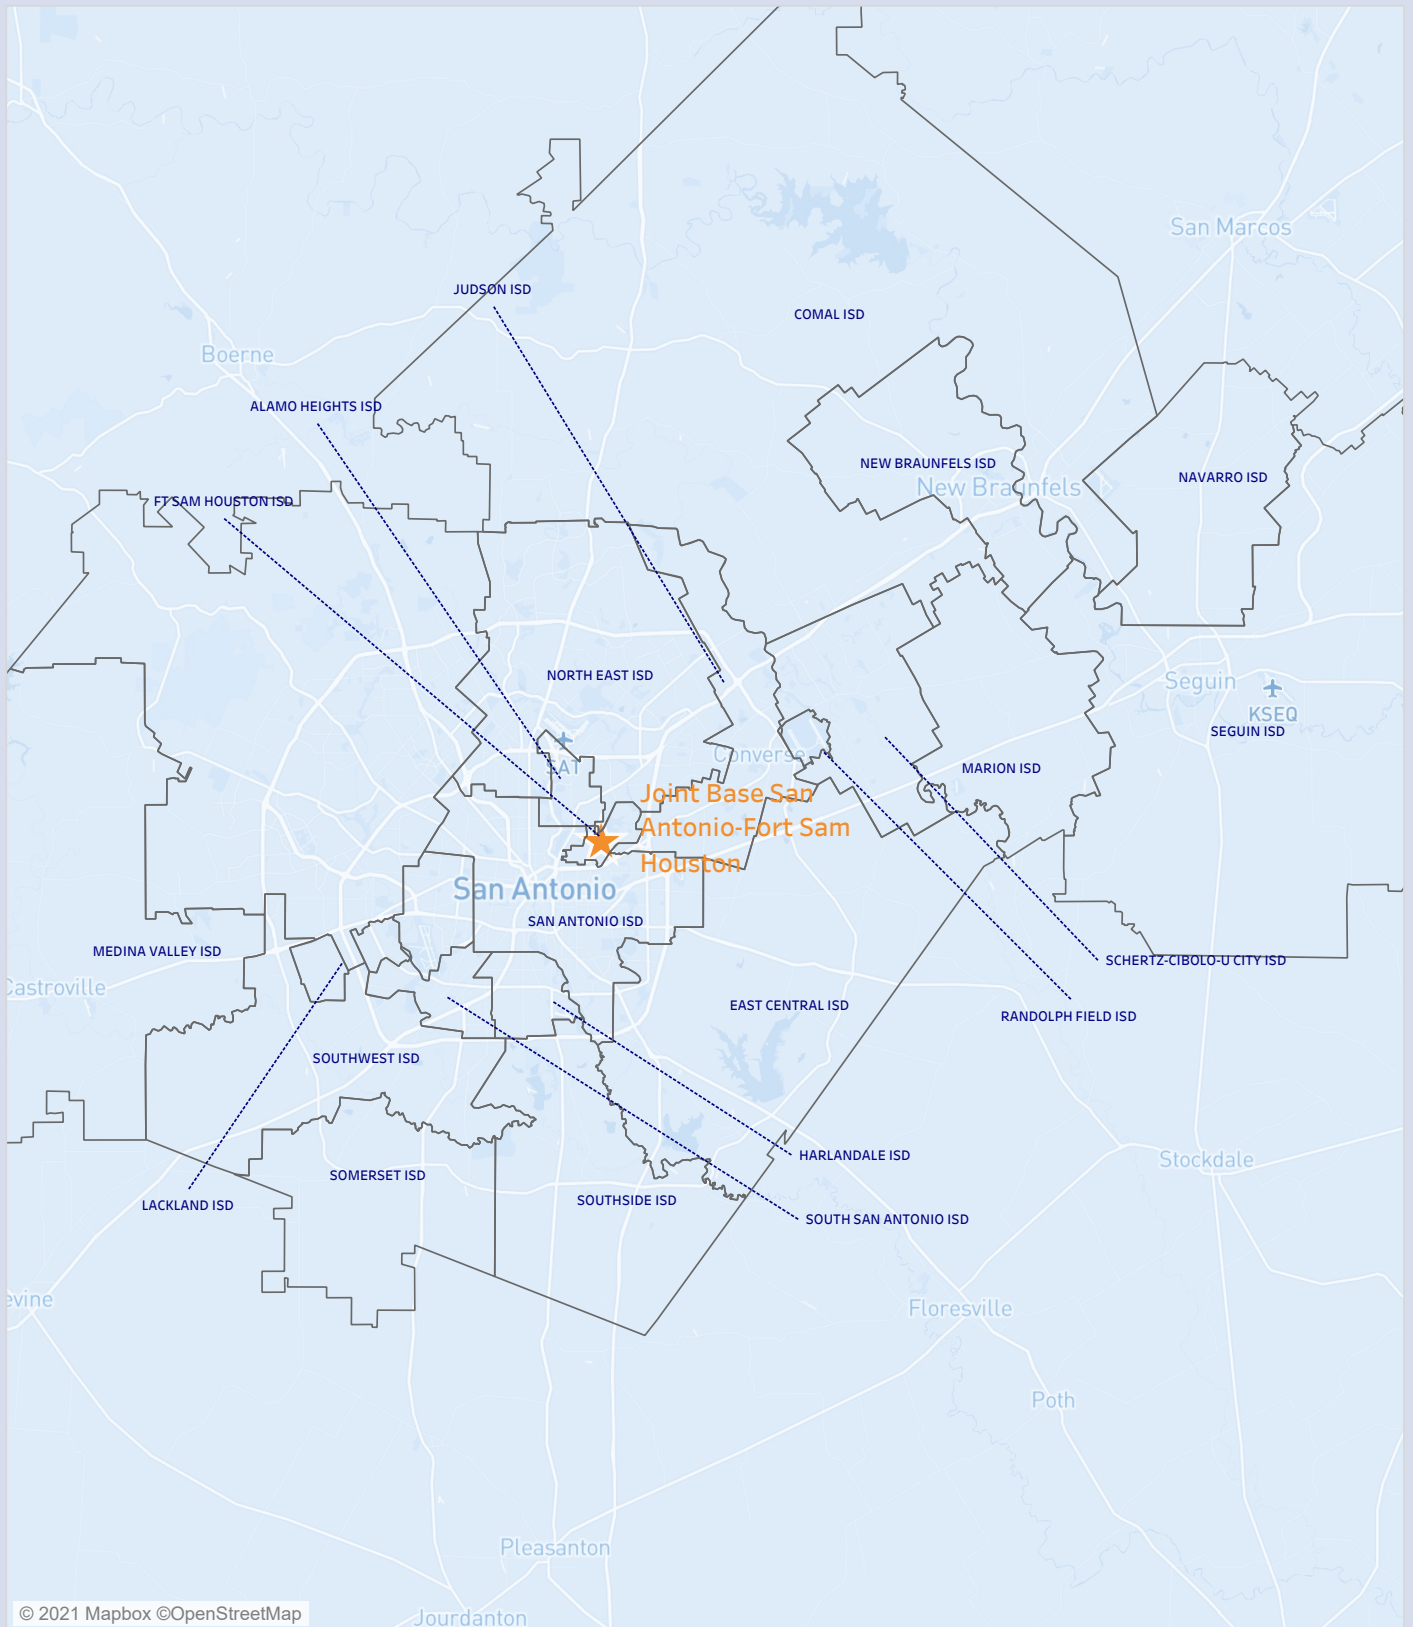 San Marcos
JUDSON ISD
COMAL ISD
Boerne
ALAMO HEIGHTS ISD
NEW BRAUNFELS ISD
New Braunfels
NAVARRO ISD
FT SAM HOUSTON ISD
NORTH EAST ISD
Seguin
KSEQ
SEGUIN ISD
Converse
SAT
MARION ISD
Joint Base San
Antonio-Fort Sam
Houston
San Antonio
SAN ANTONIO ISD
MEDINA VALLEY ISD
SCHERTZ-CIBOLO-U CITY ISD
Castroville
EAST CENTRAL ISD
RANDOLPH FIELD ISD
SOUTHWEST ISD
HARLANDALE ISD
Stockdale
SOMERSET ISD
LACKLAND ISD
SOUTHSIDE ISD
SOUTH SAN ANTONIO ISD
evine
Floresville
Poth
Pleasanton
© 2021 Mapbox ©OpenStreetMap
Jourdanton